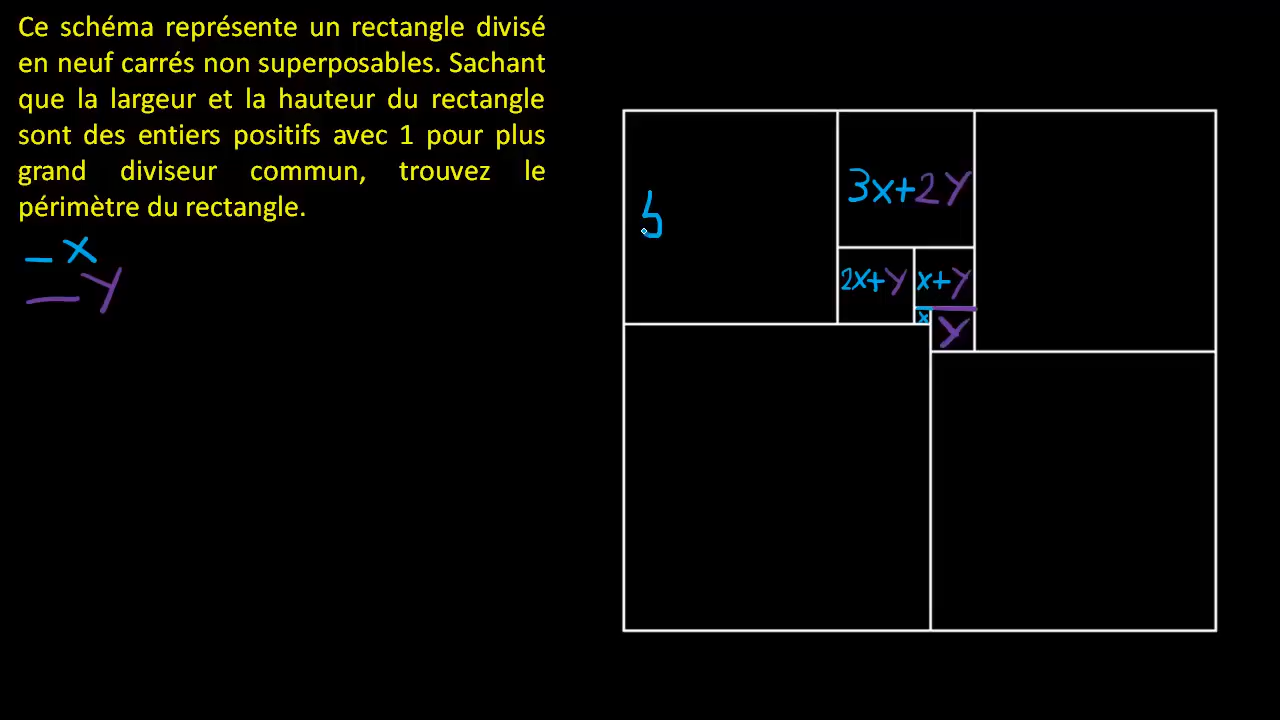 Ce schéma représente un rectangle divisé
en neuf carrés non superposables. Sachant
que la largeur et la hauteur du rectangle
sont des entiers positifs avec 1 pour plus
grand diviseur commun, trouvez le
périmètre du rectangle.
x
y
3x+2y
2x+y
x+y
x
y